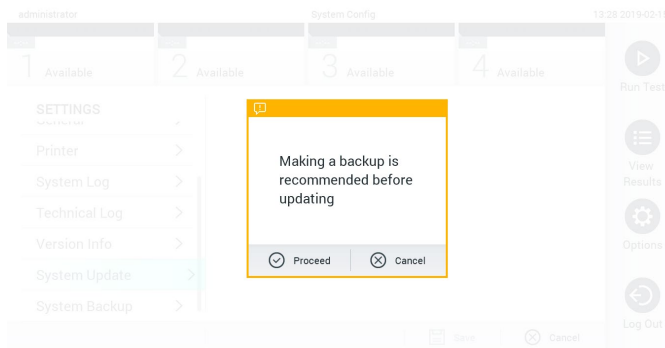 administrator System Config 13:28 2019-02-11
1 Available 2 Available 3 Available 4 Available
Run Test
SETTINGS
General
Printer
System Log
Technical Log
Version Info
System Update
System Backup
Making a backup is
recommended before
updating
Proceed Cancel
View
Results
Options
Log Out
Save Cancel